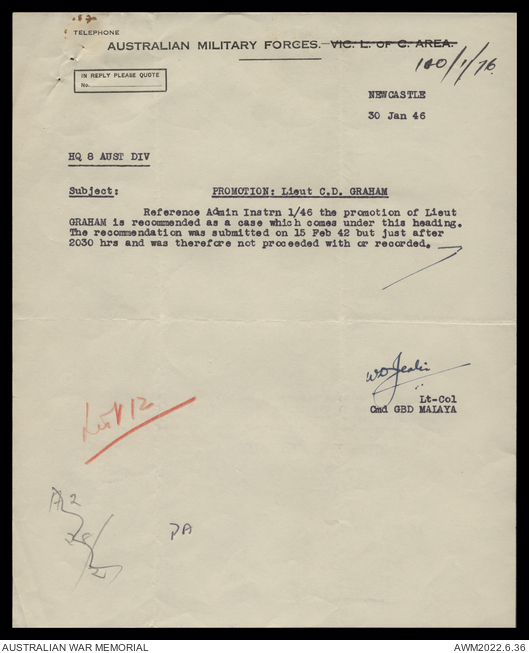 TELEPHONE
AUSTRALIAN MILITARY FORCES. VIC. L. OF C. AREA.
100/1/76
IN REPLY PLEASE QUOTE
No.
NEWCASTLE
30 Jan 46
HQ 8 AUST DIV
Subject: PROMOTION: Lieut C.D. GRAHAM
Reference Admin Instrn 1/46 the promotion of Lieut
GRAHAM is recommended as a case which comes under this heading.
The recommendation was submitted on 15 Feb 42 but just after
2030 hrs and was therefore not proceeded with or recorded.
Lt-Col
Cmd GBD MALAYA
List 12
A2
PA
AUSTRALIAN WAR MEMORIAL
AWM2022.6.36